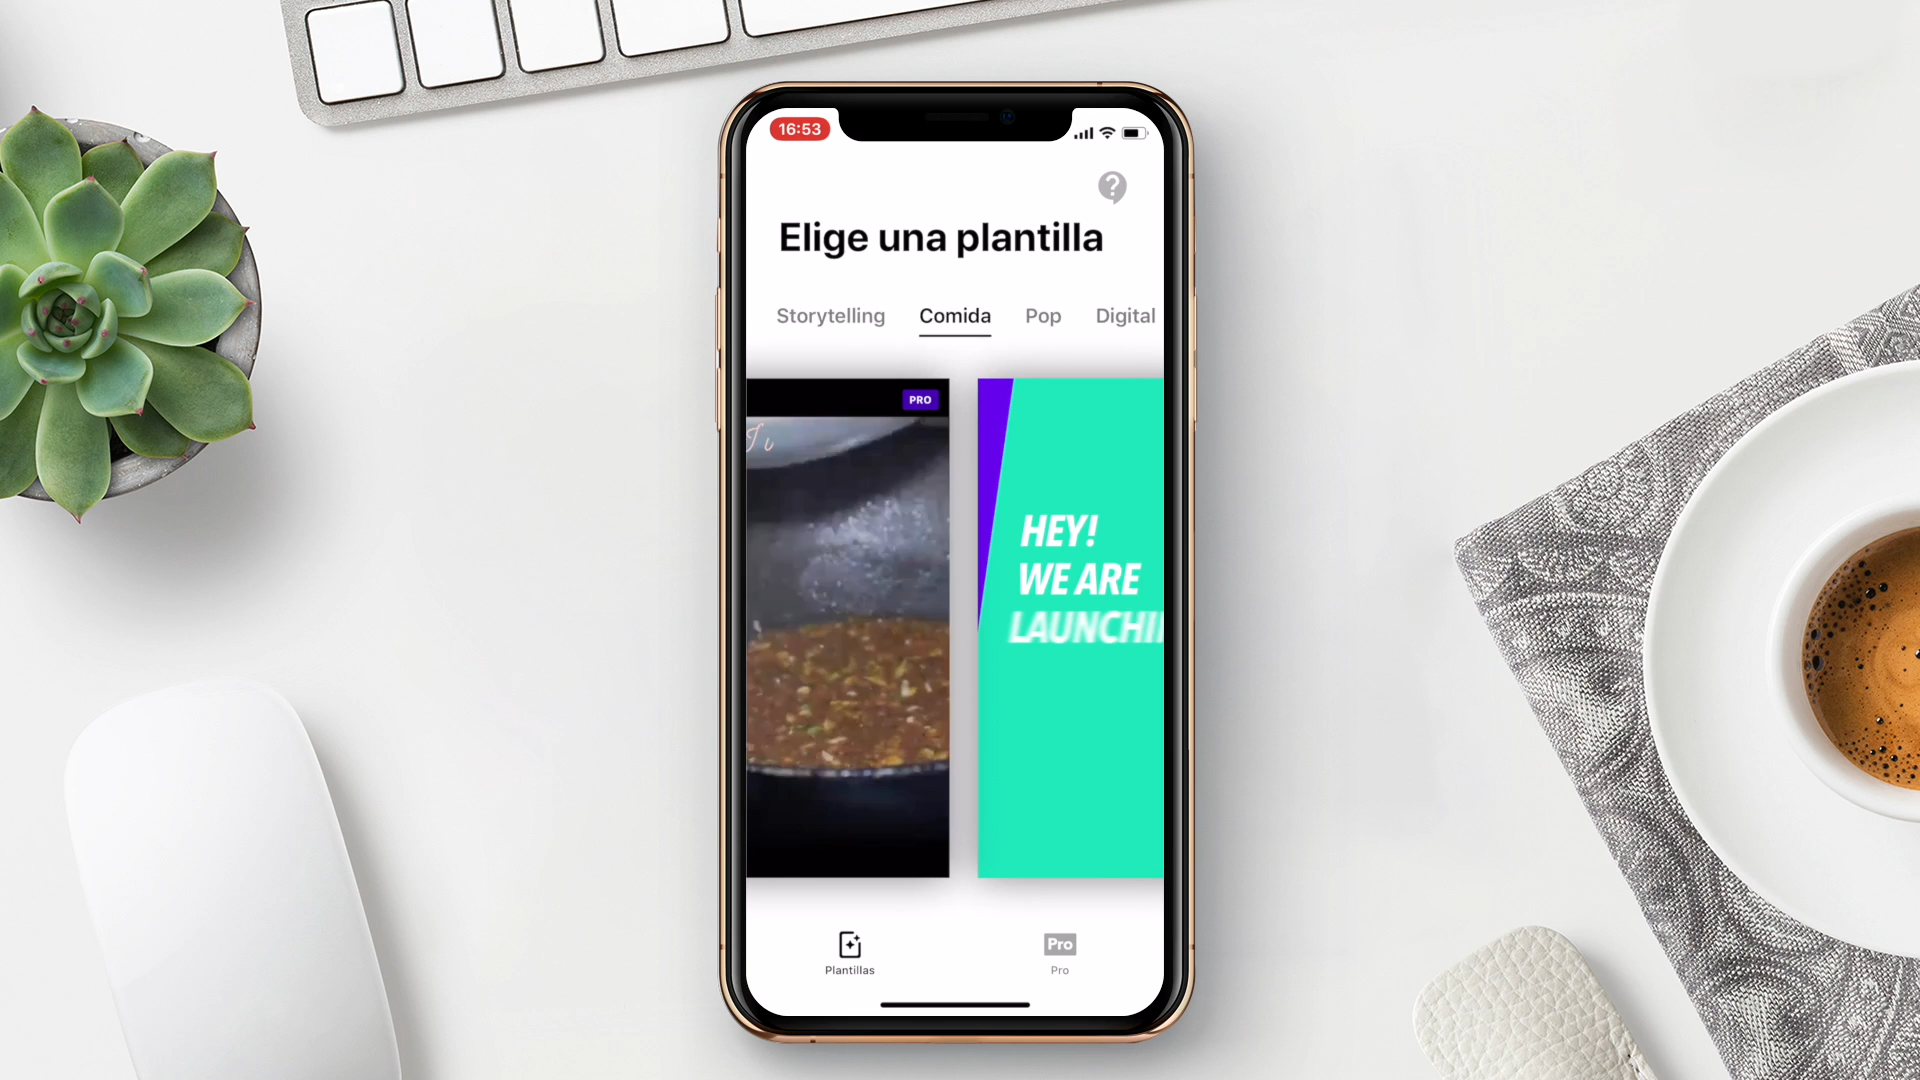 16:53
Elige una plantilla
Storytelling Comida Pop Digital
PRO
HEY!
WE ARE
Pro
Plantillas Pro